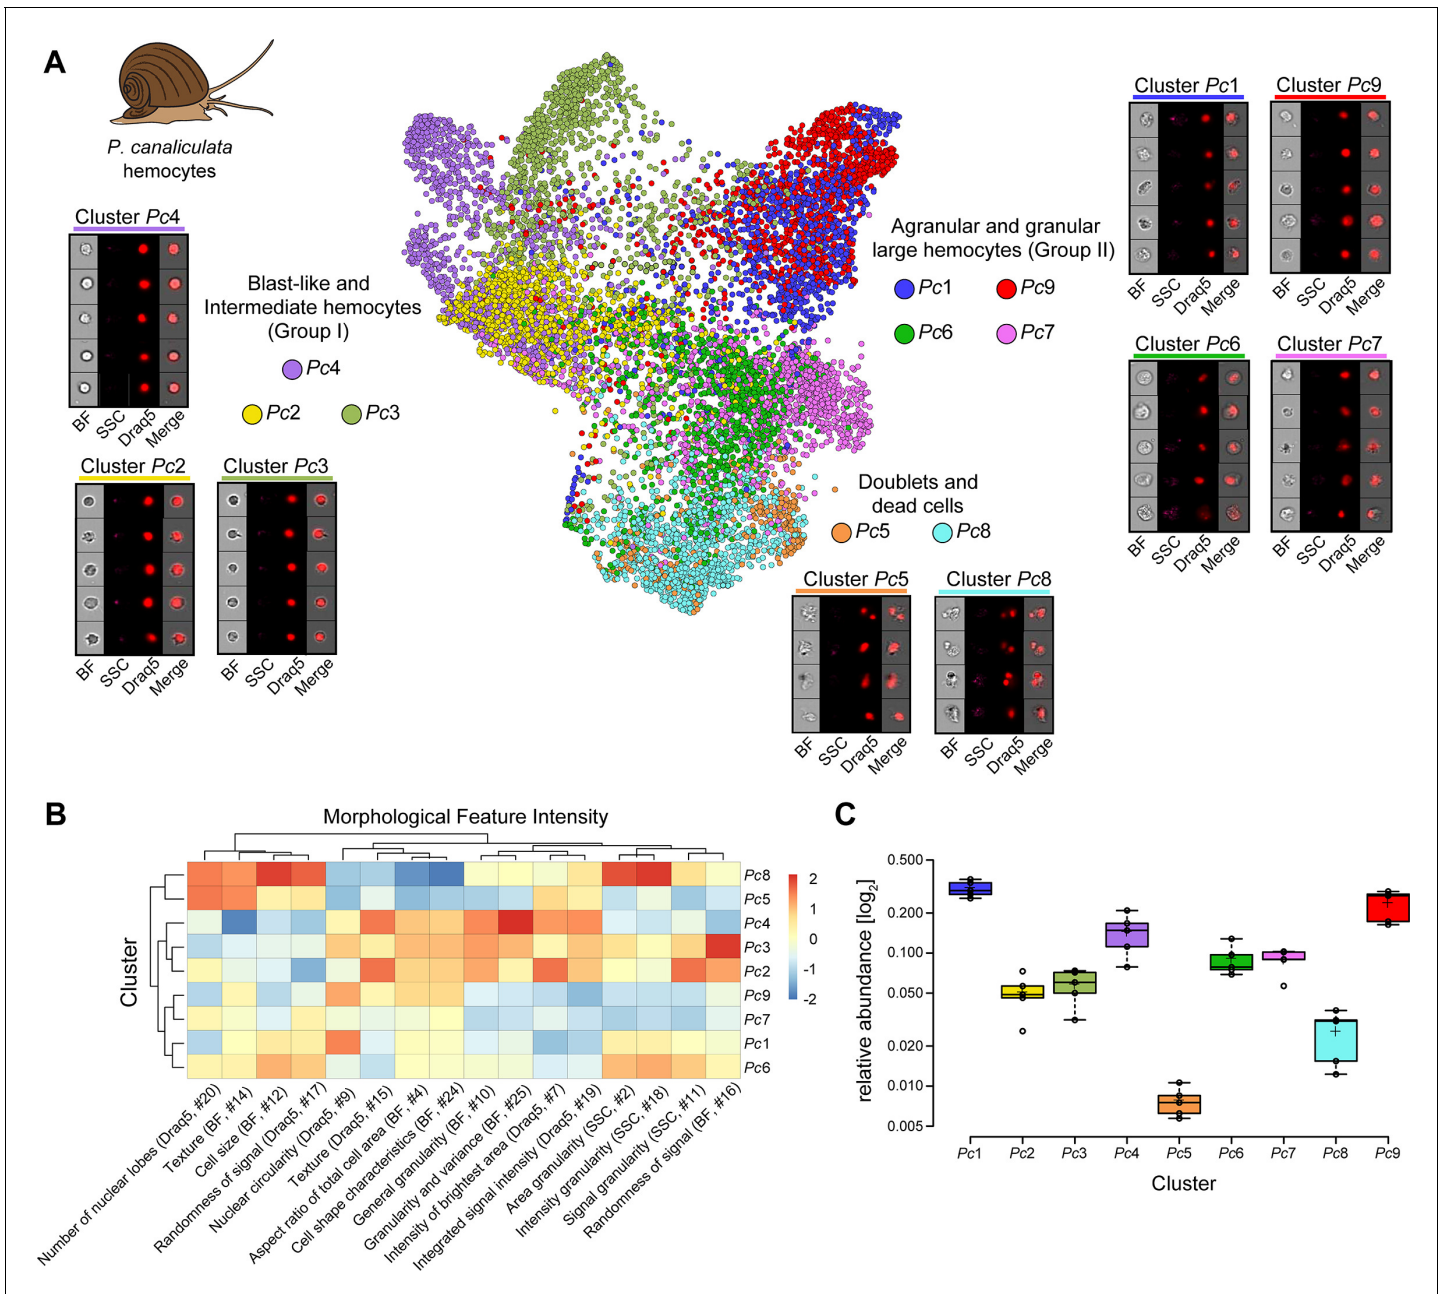 A
P. canaliculata
hemocytes
Cluster Pc4
BF SSC Draq5 Merge
Blast-like and
Intermediate hemocytes
(Group I)
Pc4
Pc2 Pc3
Cluster Pc2
BF SSC Draq5 Merge
Cluster Pc3
BF SSC Draq5 Merge
Agranular and granular
large hemocytes (Group II)
Pc1 Pc9
Pc6 Pc7
Cluster Pc1
BF SSC Draq5 Merge
Cluster Pc9
BF SSC Draq5 Merge
Cluster Pc6
BF SSC Draq5 Merge
Cluster Pc7
BF SSC Draq5 Merge
Doublets and
dead cells
Pc5 Pc8
Cluster Pc5
BF SSC Draq5 Merge
Cluster Pc8
BF SSC Draq5 Merge
B
Morphological Feature Intensity
Cluster
Pc8
Pc5
Pc4
Pc3
Pc2
Pc9
Pc7
Pc1
Pc6
2
1
0
-1
-2
Number of nuclear lobes (Draq5, #20)
Texture (BF, #14)
Cell size (BF, #12)
Randomness of signal (Draq5, #17)
Nuclear circularity (Draq5, #9)
Texture (Draq5, #15)
Aspect ratio of total cell area (BF, #4)
Cell shape characteristics (BF, #24)
General granularity (BF, #10)
Granularity and variance (BF, #25)
Intensity of brightest area (Draq5, #7)
Integrated signal intensity (Draq5, #19)
Area granularity (SSC, #2)
Intensity granularity (SSC, #18)
Signal granularity (SSC, #11)
Randomness of signal (BF, #16)
C
relative abundance [log2]
0.500
0.200
0.100
0.050
0.020
0.010
0.005
Pc1 Pc2 Pc3 Pc4 Pc5 Pc6 Pc7 Pc8 Pc9
Cluster